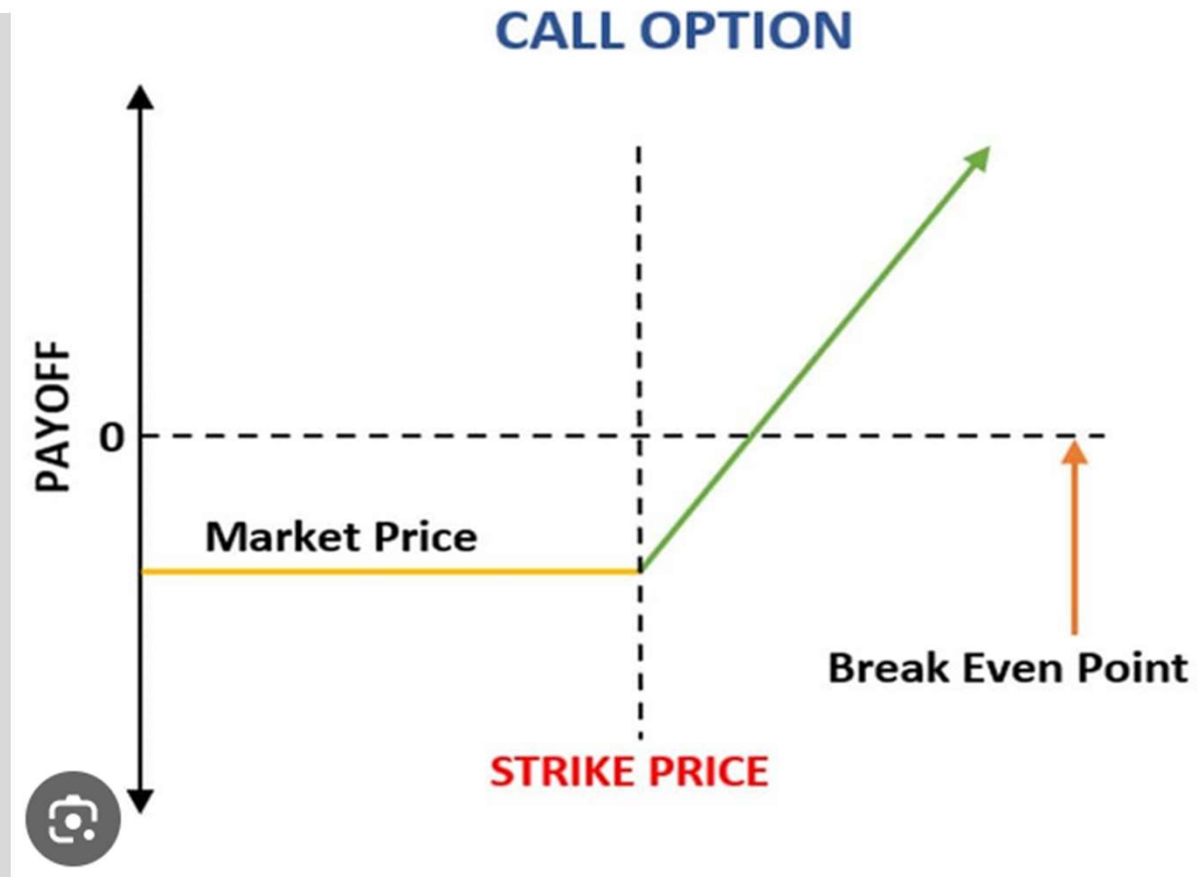 CALL OPTION
PAYOFF
0
Market Price
Break Even Point
STRIKE PRICE